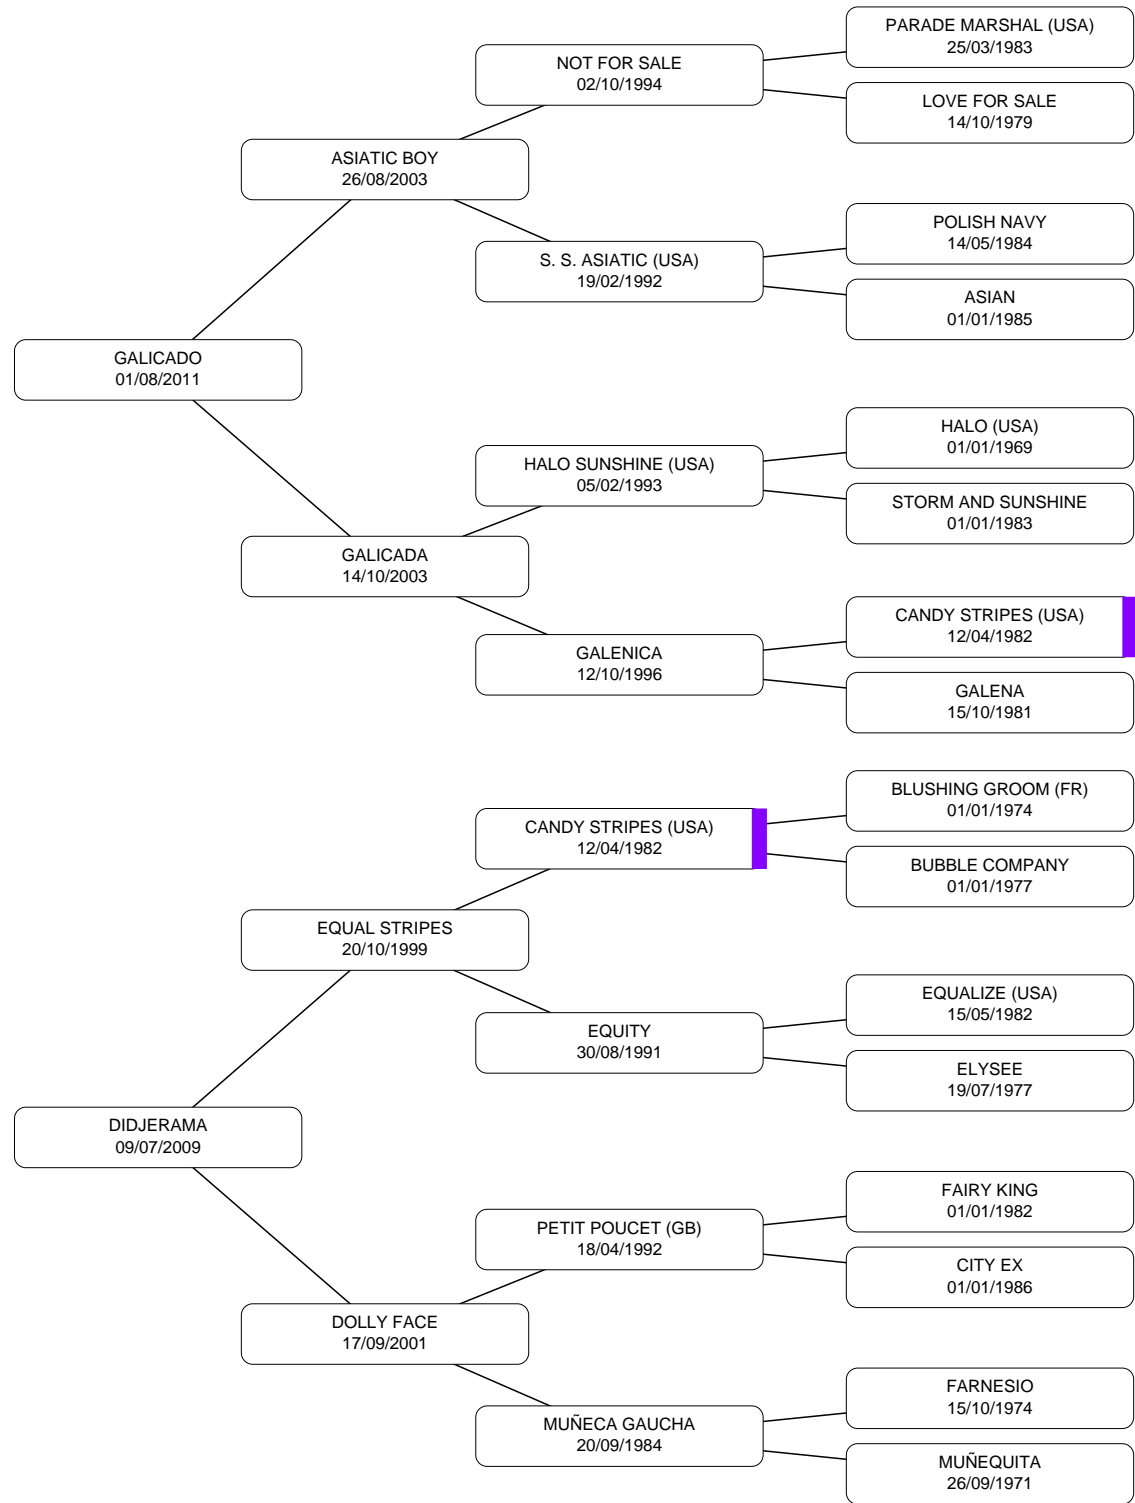 PARADE MARSHAL (USA)
25/03/1983
NOT FOR SALE
02/10/1994
LOVE FOR SALE
14/10/1979
ASIATIC BOY
26/08/2003
POLISH NAVY
14/05/1984
S. S. ASIATIC (USA)
19/02/1992
ASIAN
01/01/1985
GALICADO
01/08/2011
HALO (USA)
01/01/1969
HALO SUNSHINE (USA)
05/02/1993
STORM AND SUNSHINE
01/01/1983
GALICADA
14/10/2003
CANDY STRIPES (USA)
12/04/1982
GALENICA
12/10/1996
GALENA
15/10/1981
BLUSHING GROOM (FR)
01/01/1974
CANDY STRIPES (USA)
12/04/1982
BUBBLE COMPANY
01/01/1977
EQUAL STRIPES
20/10/1999
EQUALIZE (USA)
15/05/1982
EQUITY
30/08/1991
ELYSEE
19/07/1977
DIDJERAMA
09/07/2009
FAIRY KING
01/01/1982
PETIT POUCET (GB)
18/04/1992
CITY EX
01/01/1986
DOLLY FACE
17/09/2001
FARNESIO
15/10/1974
MUÑECA GAUCHA
20/09/1984
MUÑEQUITA
26/09/1971